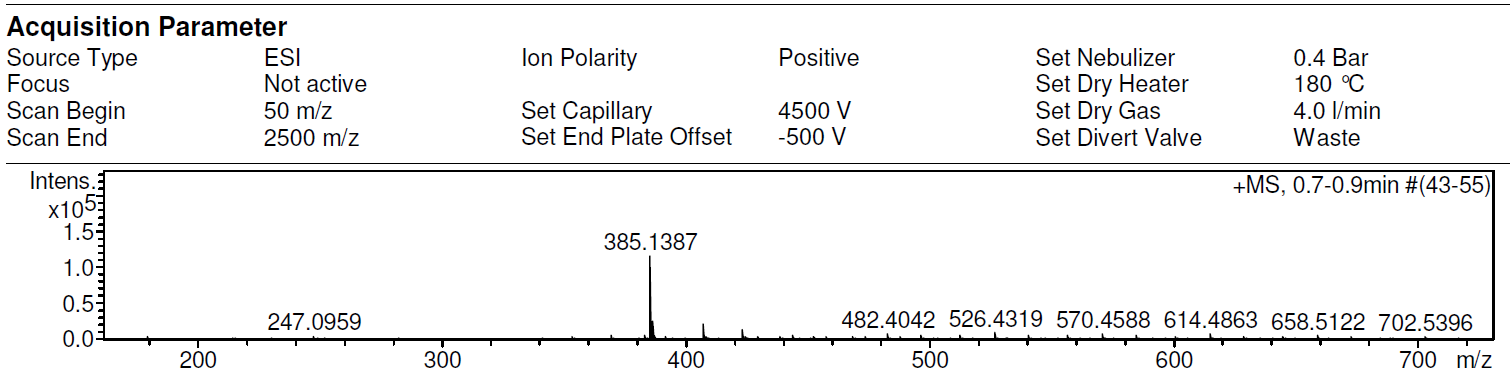 Acquisition Parameter
Source Type ESI Ion Polarity Positive Set Nebulizer 0.4 Bar
Focus Not active Set Dry Heater 180 °C
Scan Begin 50 m/z Set Capillary 4500 V Set Dry Gas 4.0 l/min
Scan End 2500 m/z Set End Plate Offset -500 V Set Divert Valve Waste
Intens. +MS, 0.7-0.9min #(43-55)
x10^5
1.5
385.1387
1.0
0.5
247.0959 482.4042 526.4319 570.4588 614.4863 658.5122 702.5396
0.0
200 300 400 500 600 700 m/z